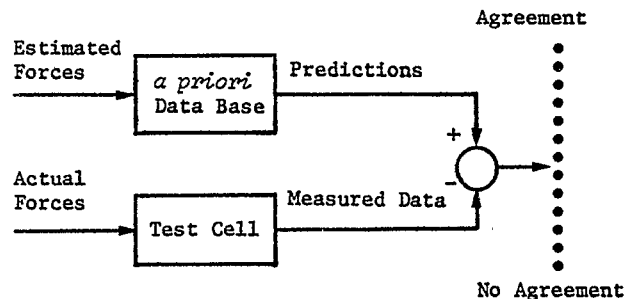 Agreement
Estimated
Forces
a priori
Data Base
Predictions
+
Actual
Forces
Test Cell
Measured Data
-
No Agreement